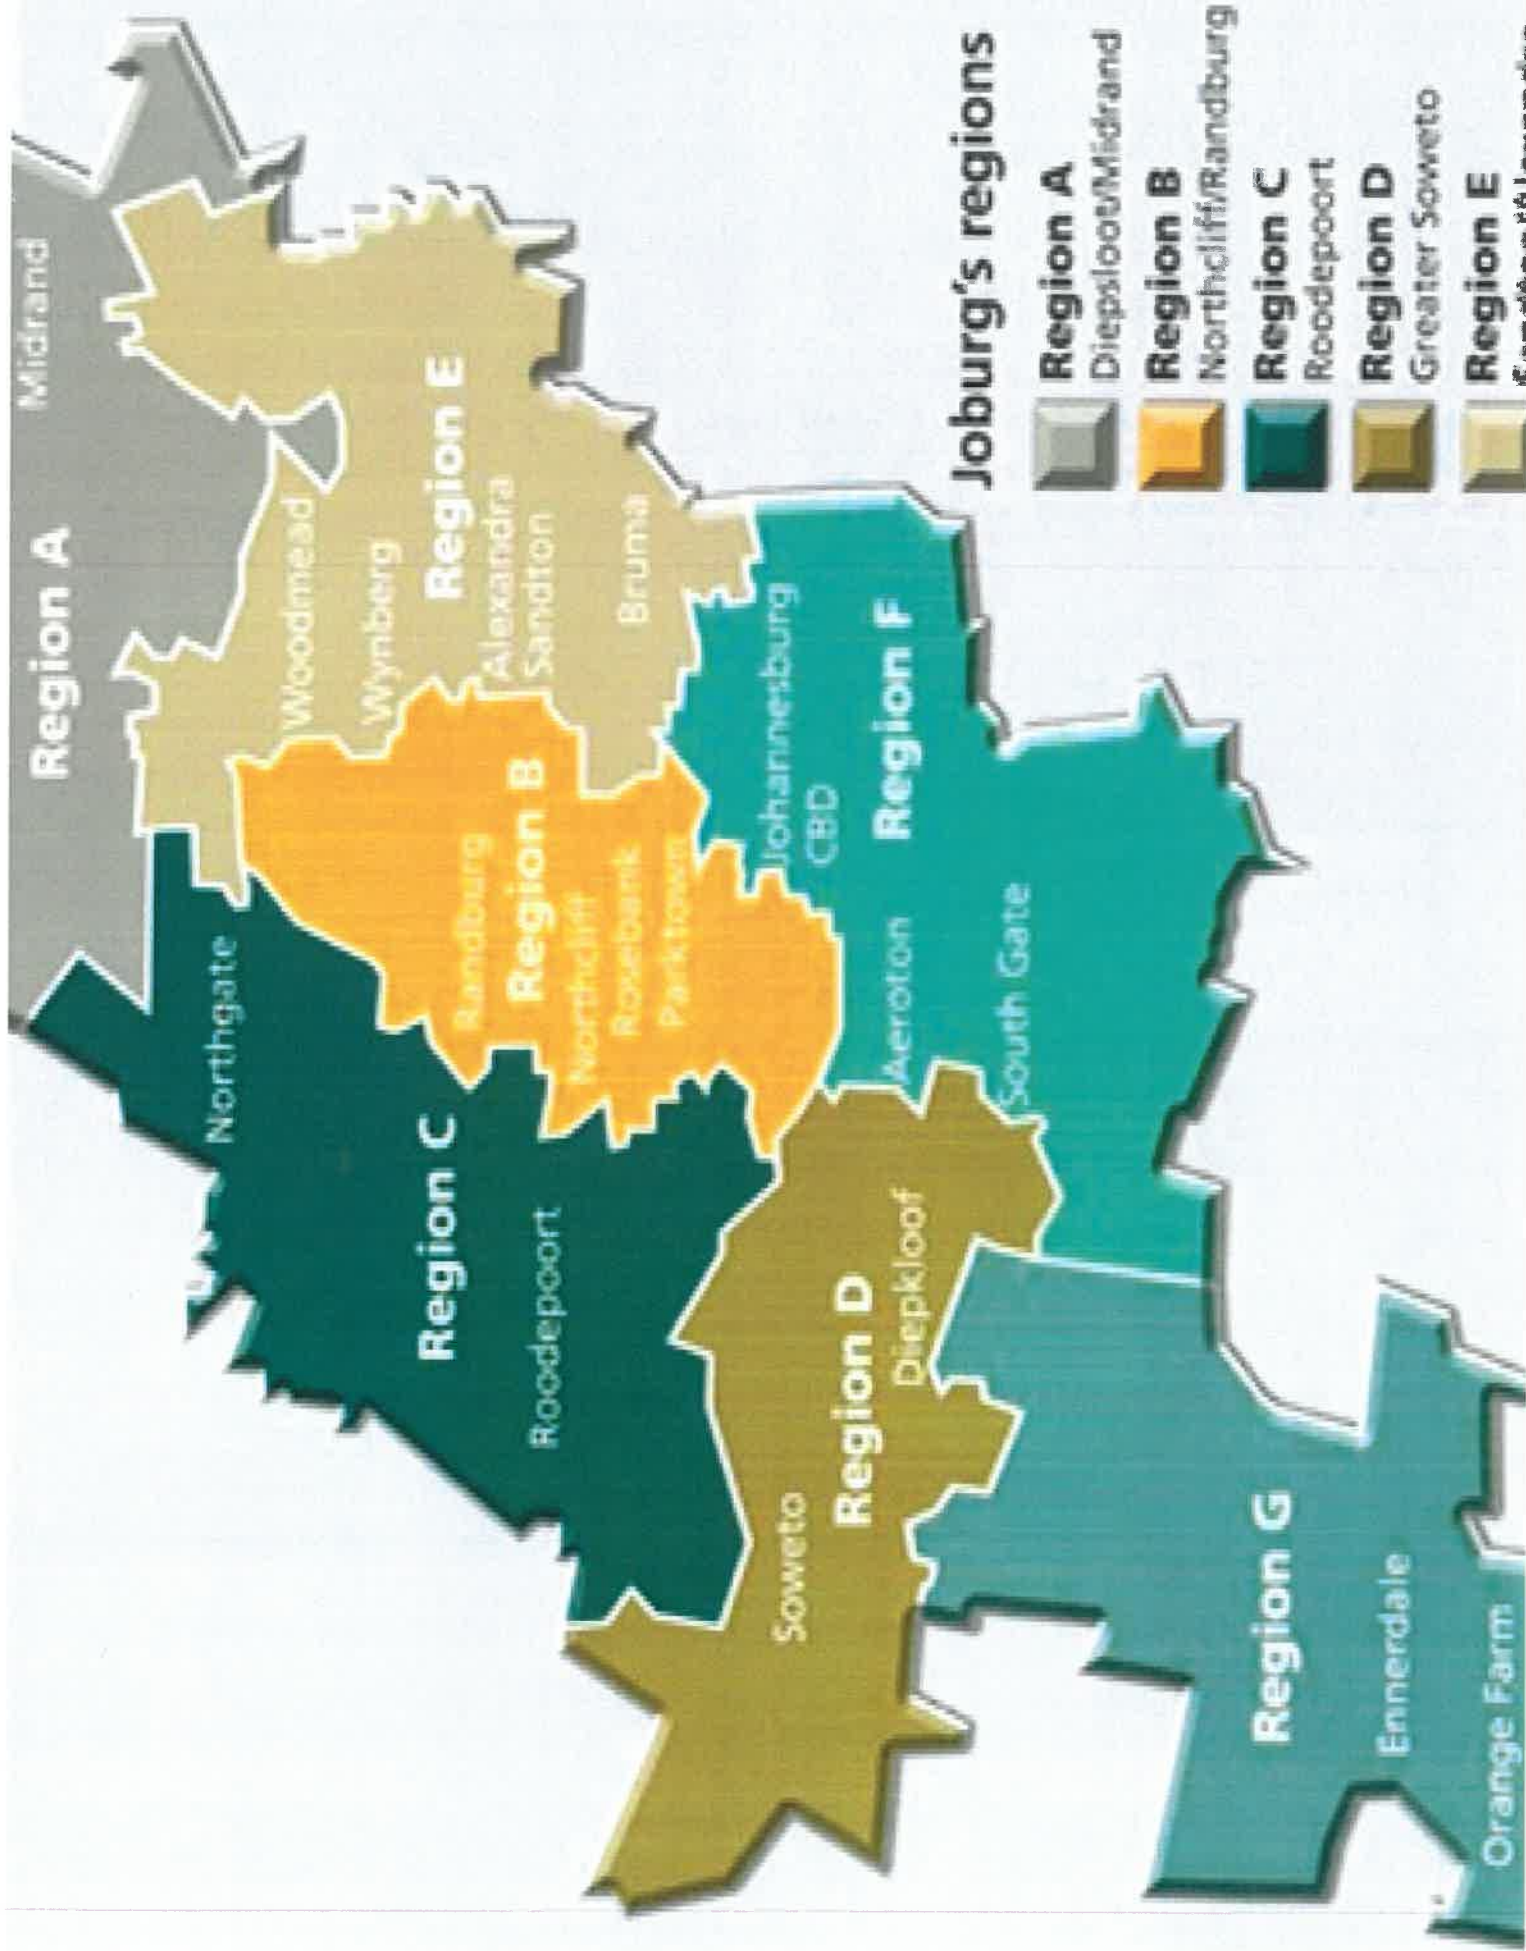 Region A
Midrand
Northgate
Woodmead
Wynberg
Region E
Alexandra
Sandton
Bruma
Region C
Roodepoort
Randburg
Region B
Northcliff
Rosebank
Parktown
Johannesburg
CBD
Region F
Aeroton
South Gate
Soweto
Region D
Diepkloof
Region G
Ennerdale
Orange Farm
Joburg's regions
Region A
Diepsloot/Midrand
Region B
Northcliff/Randburg
Region C
Roodepoort
Region D
Greater Soweto
Region E